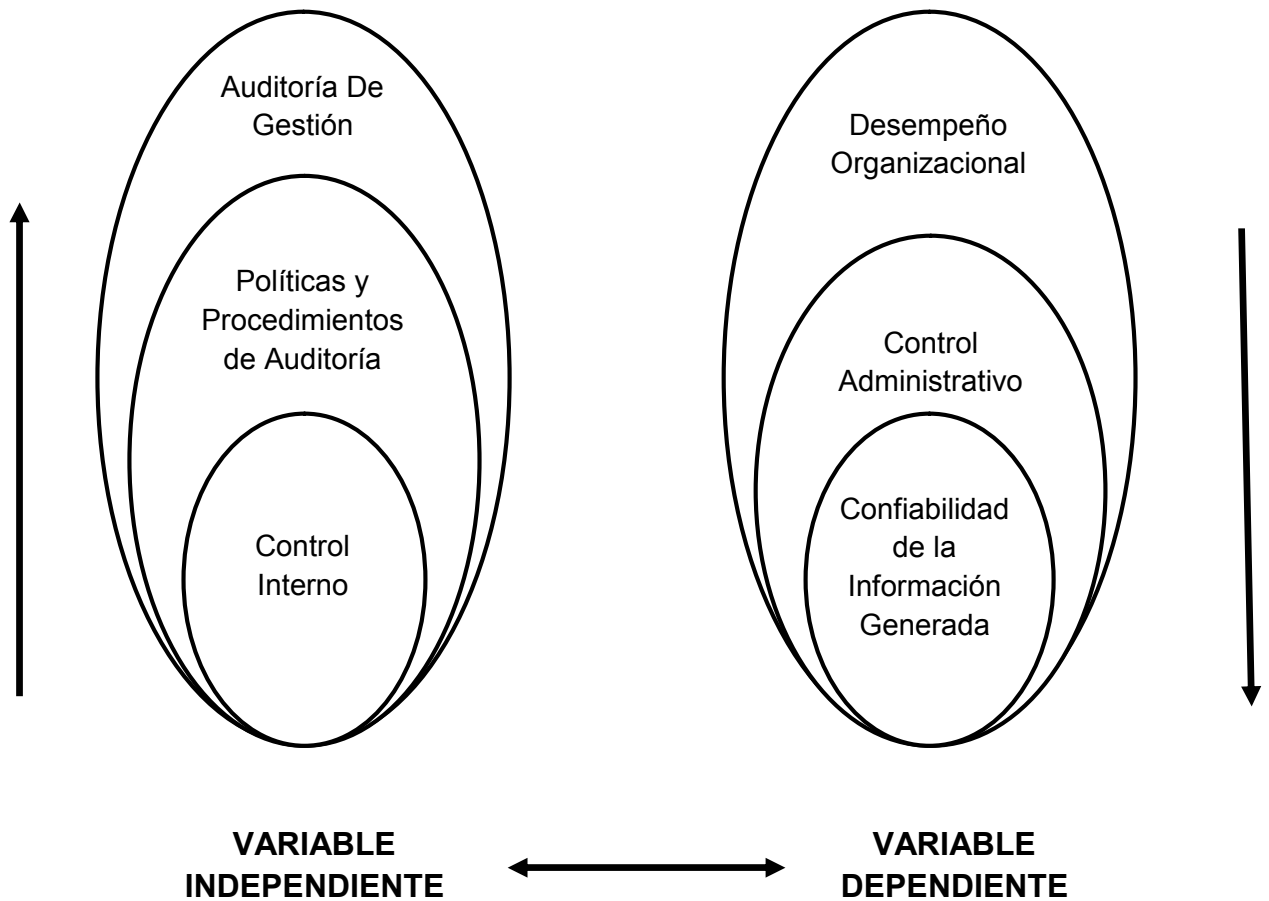 Auditoría De
Gestión
Políticas y
Procedimientos
de Auditoría
Control
Interno
Desempeño
Organizacional
Control
Administrativo
Confiabilidad
de la
Información
Generada
VARIABLE
INDEPENDIENTE
VARIABLE
DEPENDIENTE